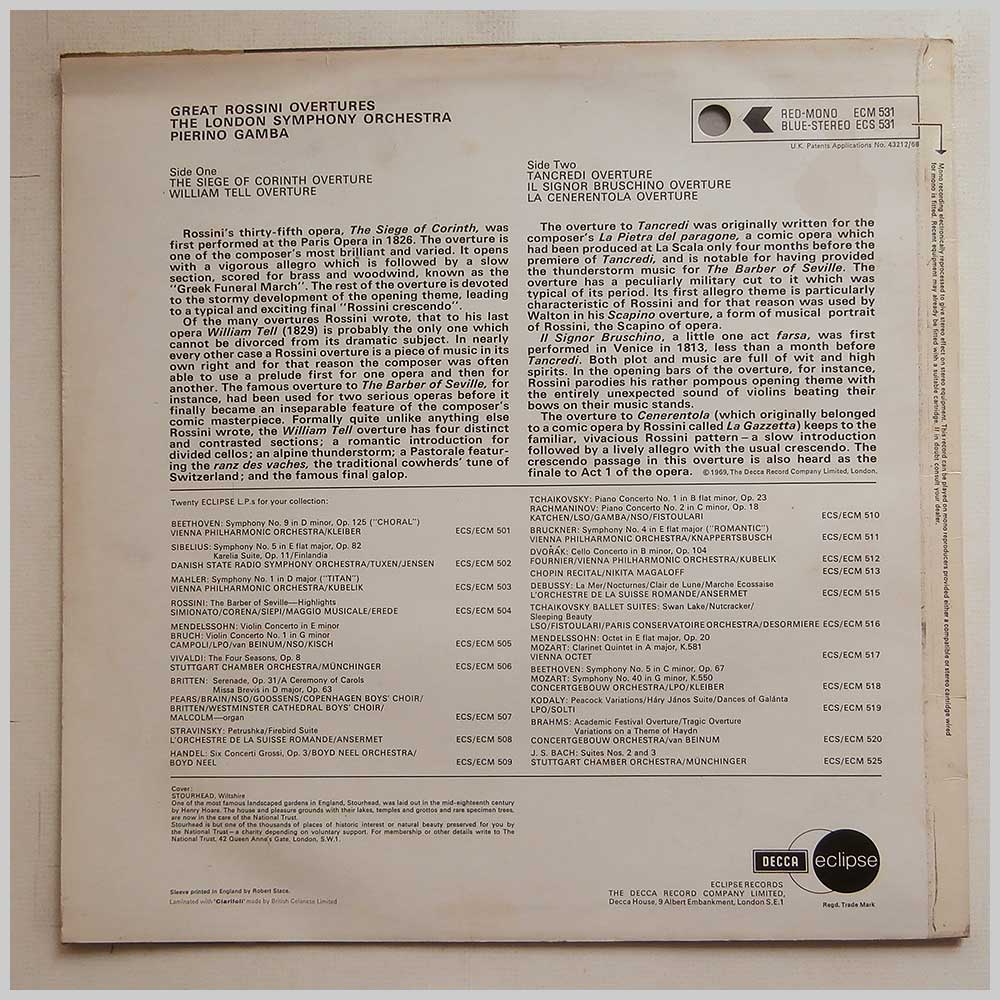 GREAT ROSSINI OVERTURES
THE LONDON SYMPHONY ORCHESTRA
PIERINO GAMBA
RED-MONO ECM 531
BLUE-STEREO ECS 531
U.K. Patents Applications No. 43212/68
Side One
THE SIEGE OF CORINTH OVERTURE
WILLIAM TELL OVERTURE
Side Two
TANCREDI OVERTURE
IL SIGNOR BRUSCHINO OVERTURE
LA CENERENTOLA OVERTURE
Rossini's thirty-fifth opera, The Siege of Corinth, was
first performed at the Paris Opera in 1826. The overture is
one of the composer's most brilliant and varied. It opens
with a vigorous allegro which is followed by a slow
section, scored for brass and woodwind, known as the
"Greek Funeral March". The rest of the overture is devoted
to the stormy development of the opening theme, leading
to a typical and exciting final "Rossini crescendo".
Of the many overtures Rossini wrote, that to his last
opera William Tell (1829) is probably the only one which
cannot be divorced from its dramatic subject. In nearly
every other case a Rossini overture is a piece of music in its
own right and for that reason the composer was often
able to use a prelude first for one opera and then for
another. The famous overture to The Barber of Seville, for
instance, had been used for two serious operas before it
finally became an inseparable feature of the composer's
comic masterpiece. Formally quite unlike anything else
Rossini wrote, the William Tell overture has four distinct
and contrasted sections; a romantic introduction for
divided cellos; an alpine thunderstorm; a Pastorale featur-
ing the ranz des vaches, the traditional cowherds' tune of
Switzerland; and the famous final galop.
The overture to Tancredi was originally written for the
composer's La Pietra del paragone, a comic opera which
had been produced at La Scala only four months before the
premiere of Tancredi, and is notable for having provided
the thunderstorm music for The Barber of Seville. The
overture has a peculiarly military cut to it which was
typical of its period. Its first allegro theme is particularly
characteristic of Rossini and for that reason was used by
Walton in his Scapino overture, a form of musical portrait
of Rossini, the Scapino of opera.
Il Signor Bruschino, a little one act farsa, was first
performed in Venice in 1813, less than a month before
Tancredi. Both plot and music are full of wit and high
spirits. In the opening bars of the overture, for instance,
Rossini parodies his rather pompous opening theme with
the entirely unexpected sound of violins beating their
bows on their music stands.
The overture to Cenerentola (which originally belonged
to a comic opera by Rossini called La Gazzetta) keeps to the
familiar, vivacious Rossini pattern – a slow introduction
followed by a lively allegro with the usual crescendo. The
crescendo passage in this overture is also heard as the
finale to Act 1 of the opera. ©1969, The Decca Record Company Limited, London.
Mono recording electronically reprocessed to give stereo effect on stereo equipment. This record can be played on mono reproducers provided either a compatible or stereo cartridge wired
for mono is fitted. Recent equipment may already be fitted with a suitable cartridge. If in doubt consult your dealer.
Twenty ECLIPSE L.P.s for your collection:
BEETHOVEN: Symphony No. 9 in D minor, Op. 125 ("CHORAL")
VIENNA PHILHARMONIC ORCHESTRA/KLEIBER ECS/ECM 501
SIBELIUS: Symphony No. 5 in E flat major, Op. 82
Karelia Suite, Op. 11/Finlandia
DANISH STATE RADIO SYMPHONY ORCHESTRA/TUXEN/JENSEN ECS/ECM 502
MAHLER: Symphony No. 1 in D major ("TITAN")
VIENNA PHILHARMONIC ORCHESTRA/KUBELIK ECS/ECM 503
ROSSINI: The Barber of Seville—Highlights
SIMIONATO/CORENA/SIEPI/MAGGIO MUSICALE/EREDE ECS/ECM 504
MENDELSSOHN: Violin Concerto in E minor
BRUCH: Violin Concerto No. 1 in G minor
CAMPOLI/LPO/van BEINUM/NSO/KISCH ECS/ECM 505
VIVALDI: The Four Seasons, Op. 8
STUTTGART CHAMBER ORCHESTRA/MÜNCHINGER ECS/ECM 506
BRITTEN: Serenade, Op. 31/A Ceremony of Carols
Missa Brevis in D major, Op. 63
PEARS/BRAIN/NSO/GOOSSENS/COPENHAGEN BOYS' CHOIR/
BRITTEN/WESTMINSTER CATHEDRAL BOYS' CHOIR/
MALCOLM—organ ECS/ECM 507
STRAVINSKY: Petrushka/Firebird Suite
L'ORCHESTRE DE LA SUISSE ROMANDE/ANSERMET ECS/ECM 508
HANDEL: Six Concerti Grossi, Op. 3/BOYD NEEL ORCHESTRA/
BOYD NEEL ECS/ECM 509
TCHAIKOVSKY: Piano Concerto No. 1 in B flat minor, Op. 23
RACHMANINOV: Piano Concerto No. 2 in C minor, Op. 18
KATCHEN/LSO/GAMBA/NSO/FISTOULARI ECS/ECM 510
BRUCKNER: Symphony No. 4 in E flat major ("ROMANTIC")
VIENNA PHILHARMONIC ORCHESTRA/KNAPPERTSBUSCH ECS/ECM 511
DVOŘÁK: Cello Concerto in B minor, Op. 104
FOURNIER/VIENNA PHILHARMONIC ORCHESTRA/KUBELIK ECS/ECM 512
CHOPIN RECITAL/NIKITA MAGALOFF ECS/ECM 513
DEBUSSY: La Mer/Nocturnes/Clair de Lune/Marche Ecossaise
L'ORCHESTRE DE LA SUISSE ROMANDE/ANSERMET ECS/ECM 515
TCHAIKOVSKY BALLET SUITES: Swan Lake/Nutcracker/
Sleeping Beauty
LSO/FISTOULARI/PARIS CONSERVATOIRE ORCHESTRA/DESORMIERE ECS/ECM 516
MENDELSSOHN: Octet in E flat major, Op. 20
MOZART: Clarinet Quintet in A major, K.581
VIENNA OCTET ECS/ECM 517
BEETHOVEN: Symphony No. 5 in C minor, Op. 67
MOZART: Symphony No. 40 in G minor, K.550
CONCERTGEBOUW ORCHESTRA/LPO/KLEIBER ECS/ECM 518
KODALY: Peacock Variations/Háry János Suite/Dances of Galánta
LPO/SOLTI ECS/ECM 519
BRAHMS: Academic Festival Overture/Tragic Overture
Variations on a Theme of Haydn
CONCERTGEBOUW ORCHESTRA/van BEINUM ECS/ECM 520
J. S. BACH: Suites Nos. 2 and 3
STUTTGART CHAMBER ORCHESTRA/MÜNCHINGER ECS/ECM 525
Cover:
STOURHEAD, Wiltshire
One of the most famous landscaped gardens in England, Stourhead, was laid out in the mid-eighteenth century
by Henry Hoare. The house and pleasure grounds with their lakes, temples and grottos and rare specimen trees,
are now in the care of the National Trust.
Stourhead is but one of the thousands of places of historic interest or natural beauty preserved for you by
the National Trust—a charity depending on voluntary support. For membership or other details write to The
National Trust, 42 Queen Anne's Gate, London, S.W.1.
Sleeve printed in England by Robert Stace.
Laminated with 'Clarifoil' made by British Celanese Limited
DECCA eclipse
ECLIPSE RECORDS
THE DECCA RECORD COMPANY LIMITED,
Decca House, 9 Albert Embankment, London S.E.1
Regd. Trade Mark